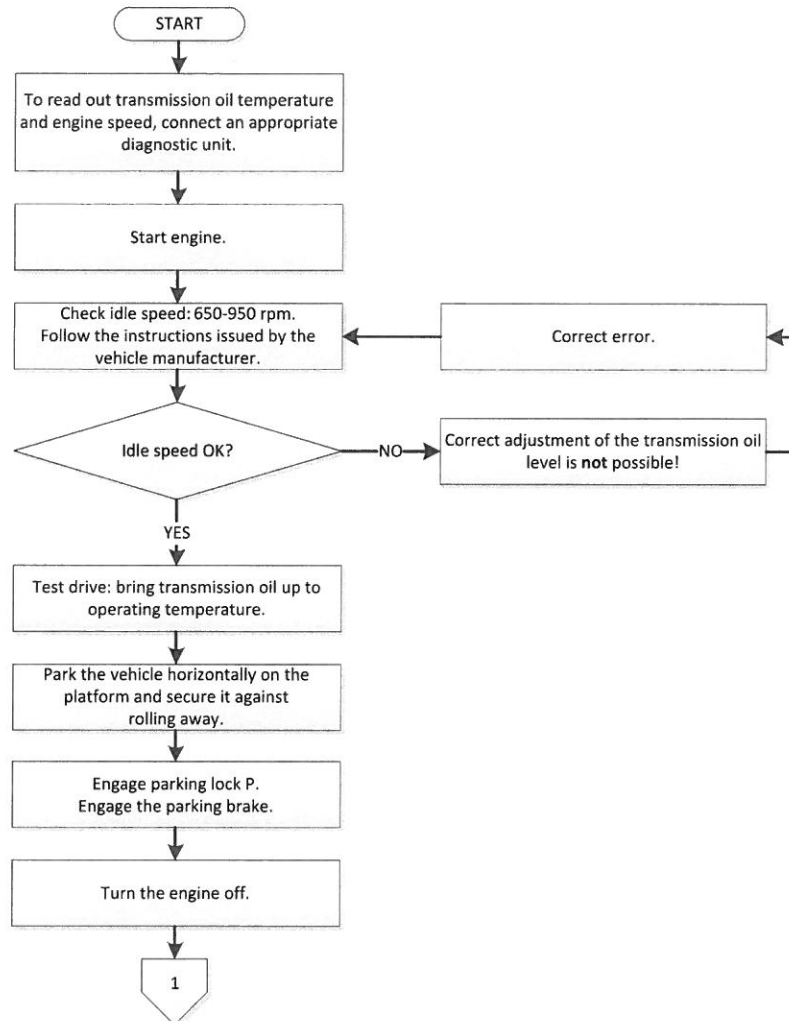 START
To read out transmission oil temperature
and engine speed, connect an appropriate
diagnostic unit.
Start engine.
Check idle speed: 650-950 rpm.
Follow the instructions issued by the
vehicle manufacturer.
Correct error.
Idle speed OK?
NO
Correct adjustment of the transmission oil
level is not possible!
YES
Test drive: bring transmission oil up to
operating temperature.
Park the vehicle horizontally on the
platform and secure it against
rolling away.
Engage parking lock P.
Engage the parking brake.
Turn the engine off.
1